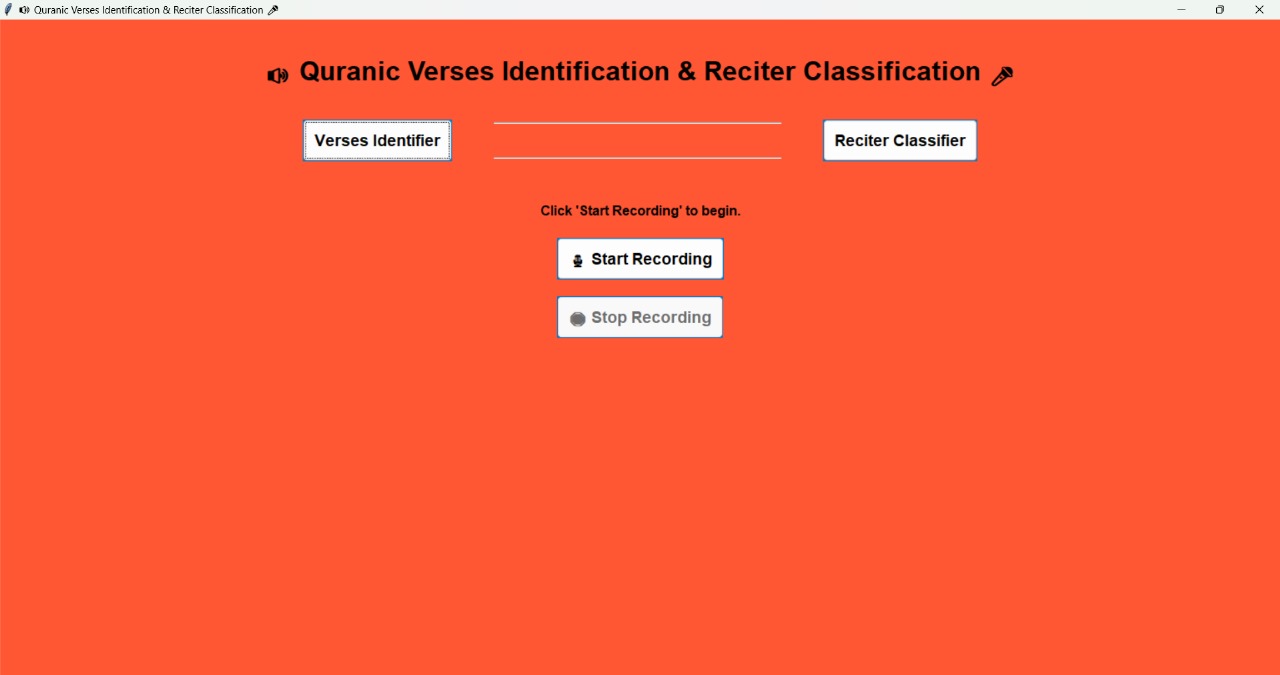 🔊 Quranic Verses Identification & Reciter Classification 🎤
🔊 Quranic Verses Identification & Reciter Classification 🎤
Verses Identifier
Reciter Classifier
Click 'Start Recording' to begin.
🎙 Start Recording
🛑 Stop Recording